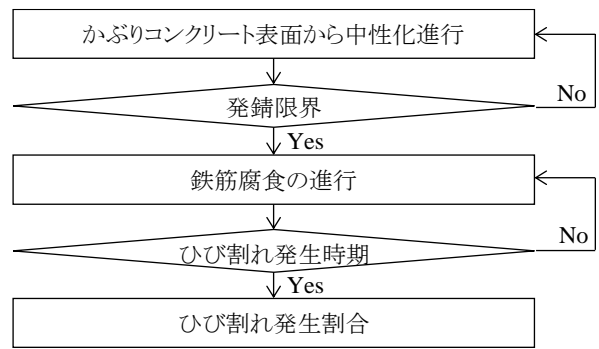 かぶりコンクリート表面から中性化進行
発錆限界
No
Yes
鉄筋腐食の進行
ひび割れ発生時期
No
Yes
ひび割れ発生割合